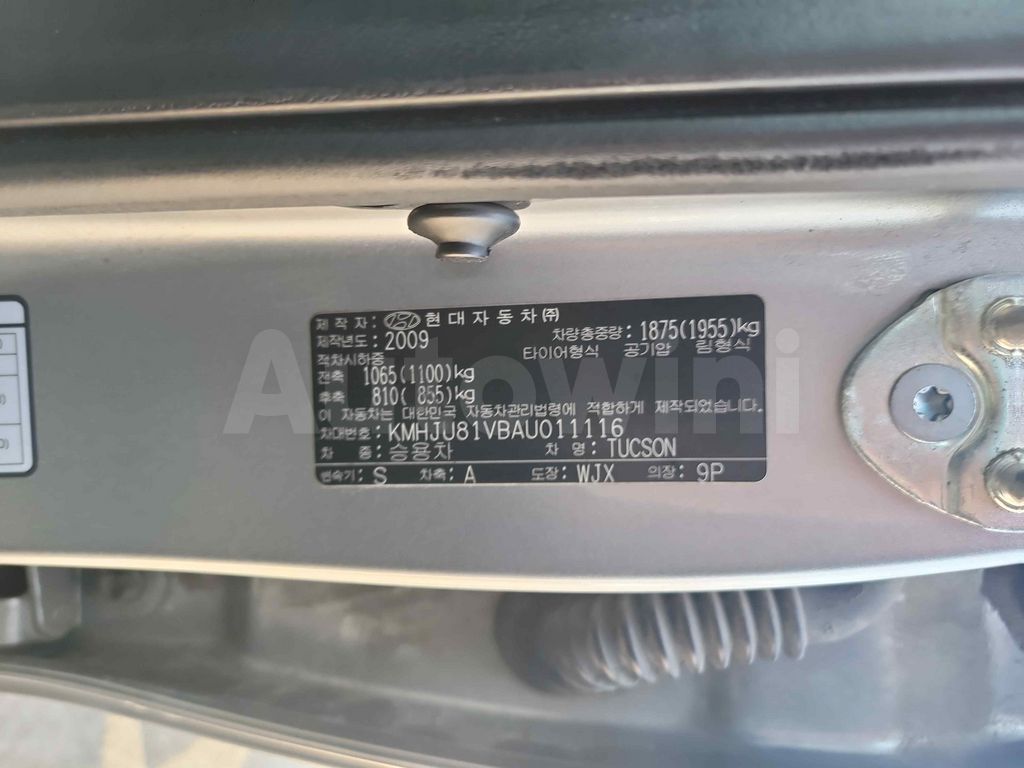 제 작 자: 현 대 자 동 차 ㈜
제작년도: 2009 차량총중량: 1875(1955)kg
적차시하중 타이어형식 공기압 림형식
전축 1065(1100)kg
후축 810( 855)kg
이 자동차는 대한민국 자동차관리법령에 적합하게 제작되었습니다
차대번호: KMHJU81VBAU011116
차 종: 승용차 차 명: TUCSON
변속기: S 차축: A 도장: WJX 의장: 9P
Autowini